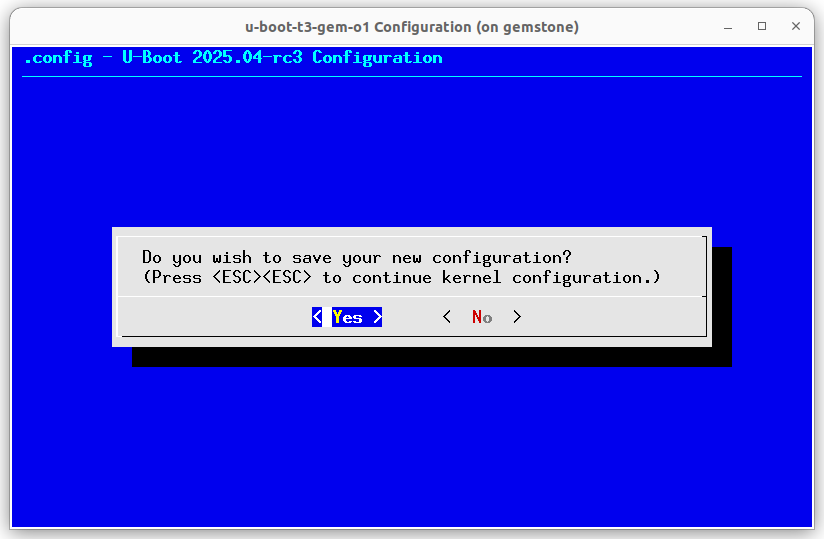 u-boot-t3-gem-o1 Configuration (on gemstone)
.config - U-Boot 2025.04-rc3 Configuration
Do you wish to save your new configuration?
(Press <ESC><ESC> to continue kernel configuration.)
< Yes > < No >